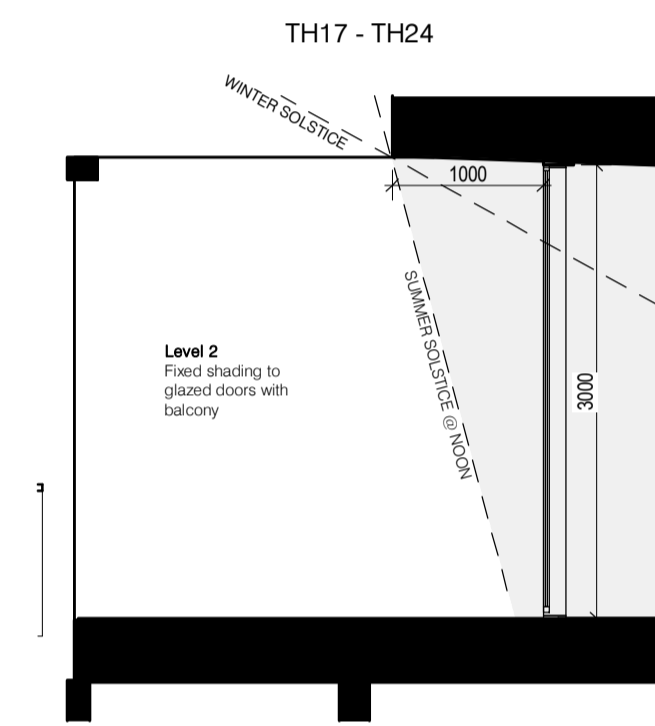 TH17 - TH24
WINTER SOLSTICE
1000
SUMMER SOLSTICE @ NOON
Level 2
Fixed shading to
glazed doors with
balcony
3000